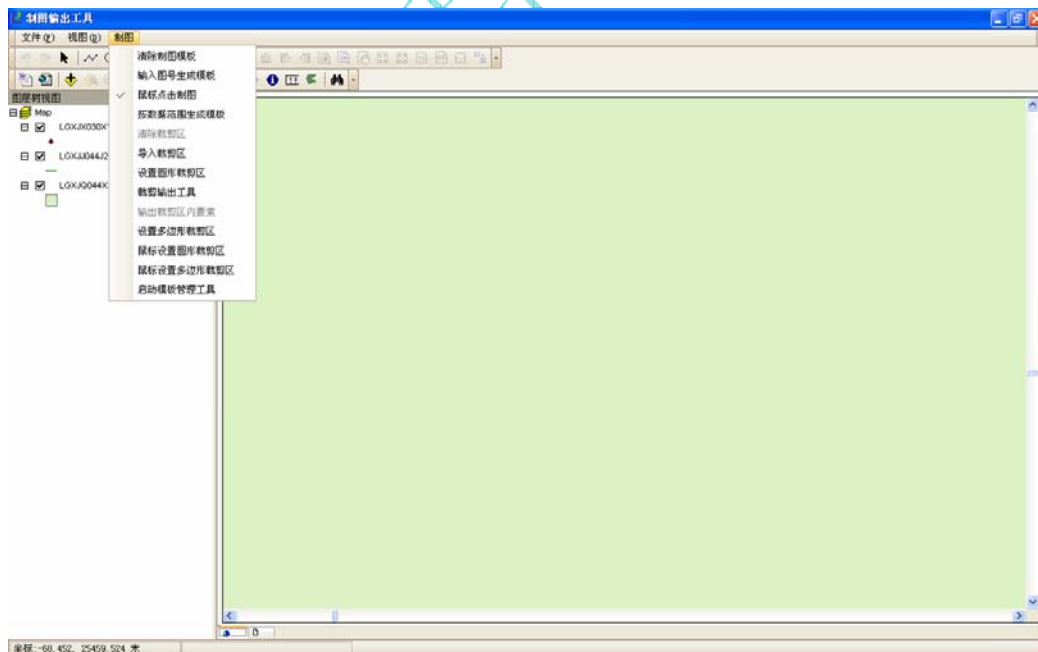 制图输出工具
文件(F) 视图(Q) 制图
清除制图模板
输入图号生成模板
鼠标点击制图
按数据范围生成模板
清除裁剪区
导入裁剪区
设置圆形裁剪区
裁剪输出工具
输出裁剪区内要素
设置多边形裁剪区
鼠标设置圆形裁剪区
鼠标设置多边形裁剪区
启动模板管理工具
图层树视图
Map
坐标:-60.452, 25459.524 米